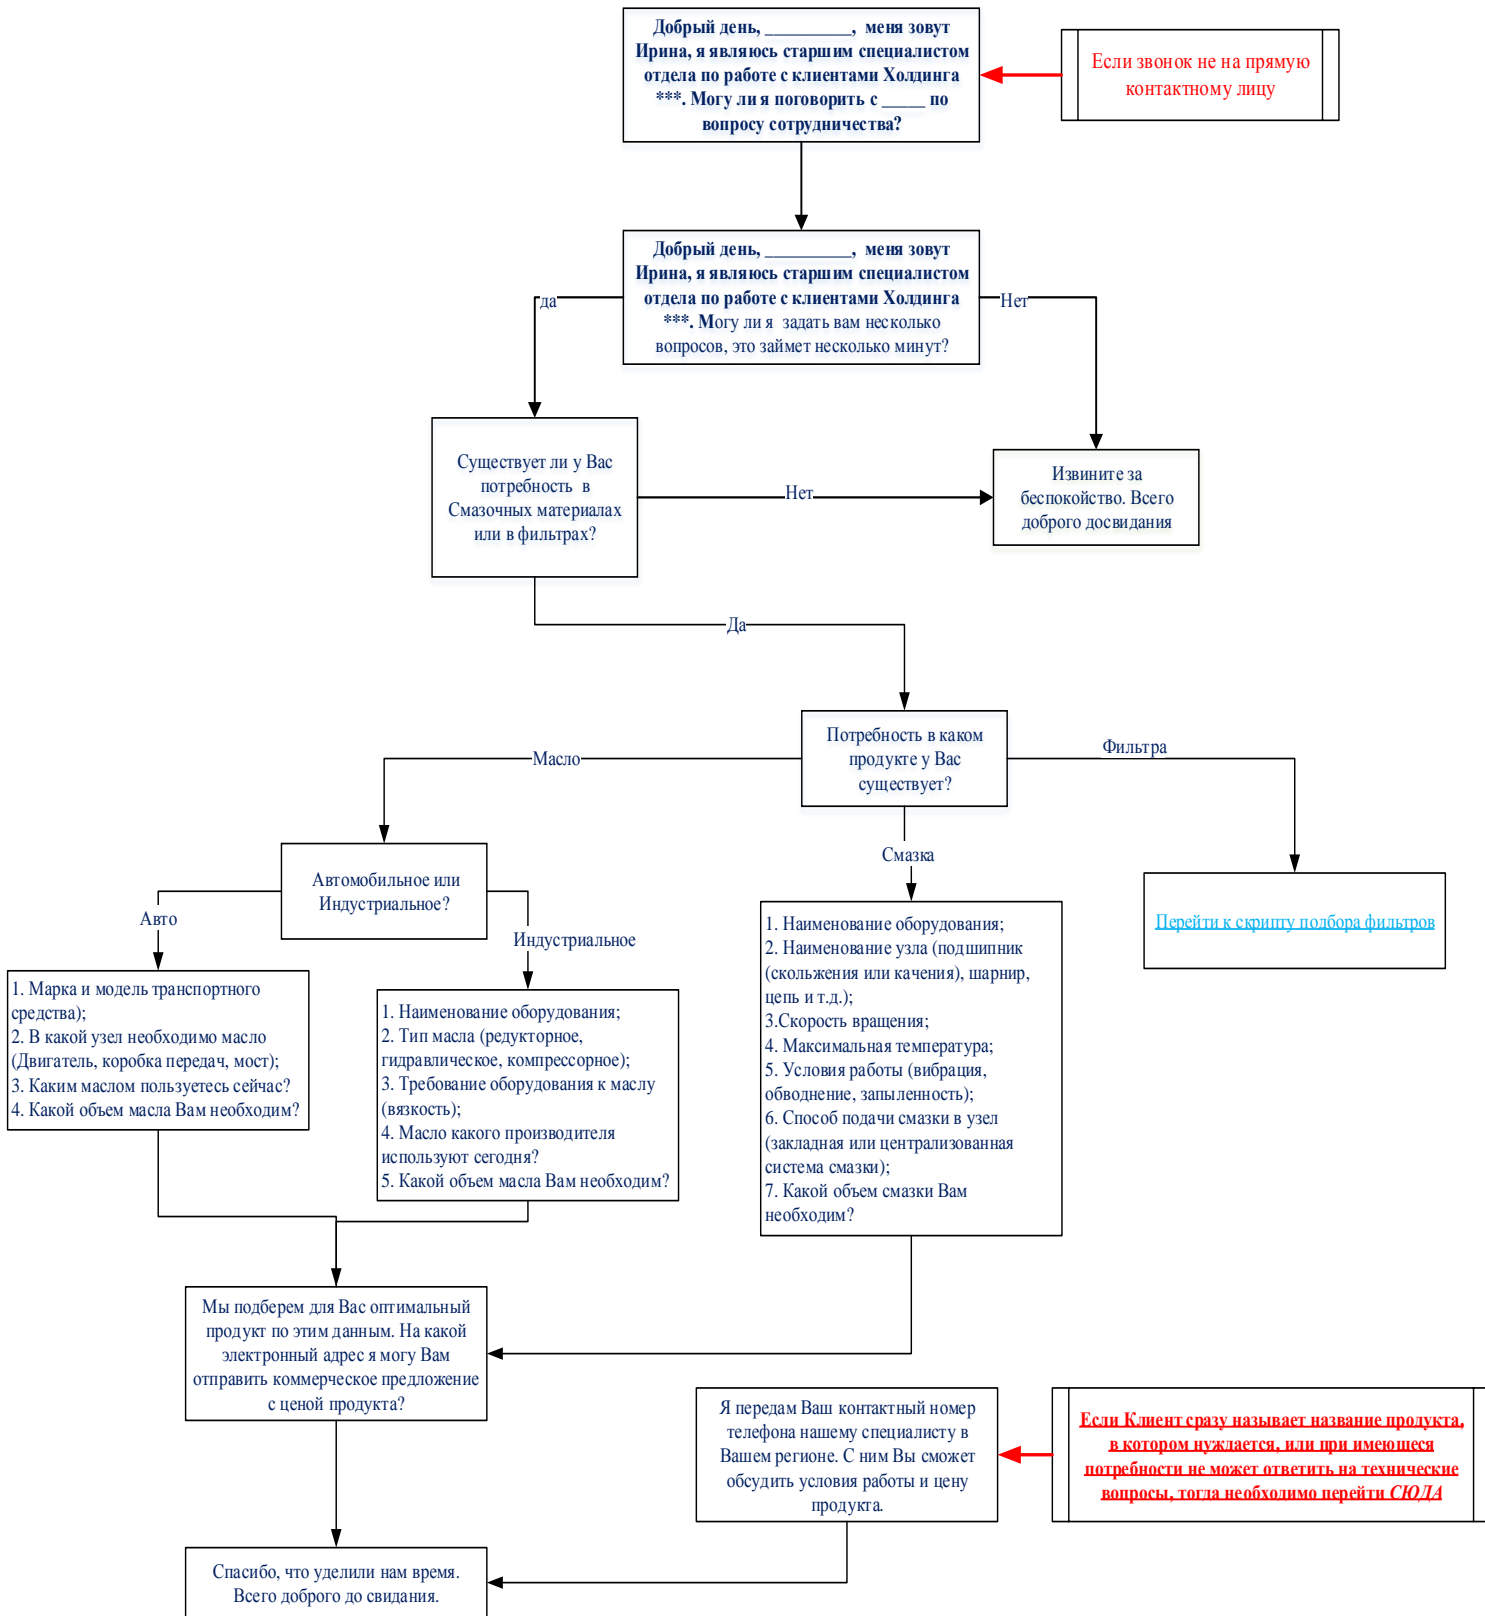 Добрый день, __________, меня зовут
Ирина, я являюсь старшим специалистом
отдела по работе с клиентами Холдинга
***. Могу ли я поговорить с _____ по
вопросу сотрудничества?
Если звонок не на прямую
контактному лицу
Добрый день, __________, меня зовут
Ирина, я являюсь старшим специалистом
отдела по работе с клиентами Холдинга
***. Могу ли я задать вам несколько
вопросов, это займет несколько минут?
да
Нет
Существует ли у Вас
потребность в
Смазочных материалах
или в фильтрах?
Нет
Извините за
беспокойство. Всего
доброго досвидания
Да
Потребность в каком
продукте у Вас
существует?
Масло
Фильтра
Смазка
Автомобильное или
Индустриальное?
Авто
Индустриальное
Перейти к скрипту подбора фильтров
1. Марка и модель транспортного
средства);
2. В какой узел необходимо масло
(Двигатель, коробка передач, мост);
3. Каким маслом пользуетесь сейчас?
4. Какой объем масла Вам необходим?
1. Наименование оборудования;
2. Тип масла (редукторное,
гидравлическое, компрессорное);
3. Требование оборудования к маслу
(вязкость);
4. Масло какого производителя
используют сегодня?
5. Какой объем масла Вам необходим?
1. Наименование оборудования;
2. Наименование узла (подшипник
(скольжения или качения), шарнир,
цепь и т.д.);
3.Скорость вращения;
4. Максимальная температура;
5. Условия работы (вибрация,
обводнение, запыленность);
6. Способ подачи смазки в узел
(закладная или централизованная
система смазки);
7. Какой объем смазки Вам
необходим?
Мы подберем для Вас оптимальный
продукт по этим данным. На какой
электронный адрес я могу Вам
отправить коммерческое предложение
с ценой продукта?
Я передам Ваш контактный номер
телефона нашему специалисту в
Вашем регионе. С ним Вы сможет
обсудить условия работы и цену
продукта.
Если Клиент сразу называет название продукта,
в котором нуждается, или при имеюшеся
потребности не может ответить на технические
вопросы, тогда необходимо перейти СЮДА
Спасибо, что уделили нам время.
Всего доброго до свидания.